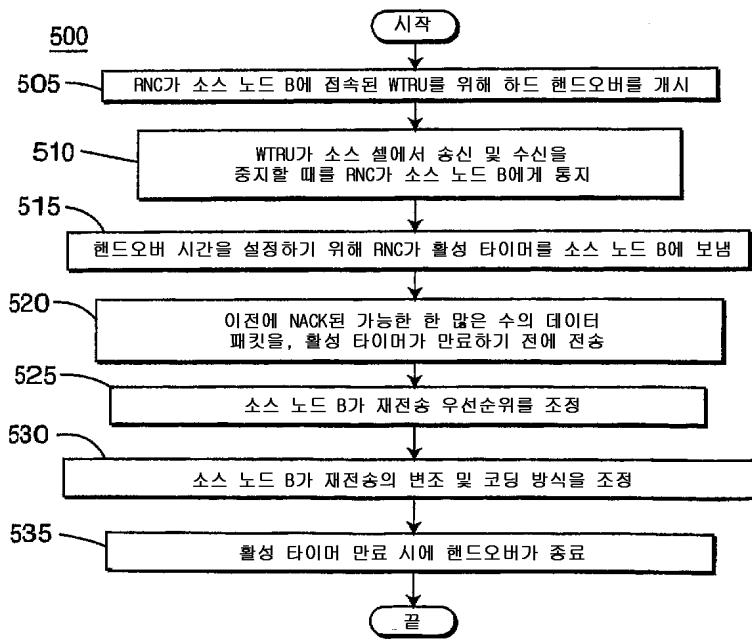 시작
500
505
RNC가 소스 노드 B에 접속된 WTRU를 위해 하드 핸드오버를 개시
510
WTRU가 소스 셀에서 송신 및 수신을
중지할 때를 RNC가 소스 노드 B에게 통지
515
핸드오버 시간을 설정하기 위해 RNC가 활성 타이머를 소스 노드 B에 보냄
520
이전에 NACK된 가능한 한 많은 수의 데이터
패킷을, 활성 타이머가 만료하기 전에 전송
525
소스 노드 B가 재전송 우선순위를 조정
530
소스 노드 B가 재전송의 변조 및 코딩 방식을 조정
535
활성 타이머 만료 시에 핸드오버가 종료
끝